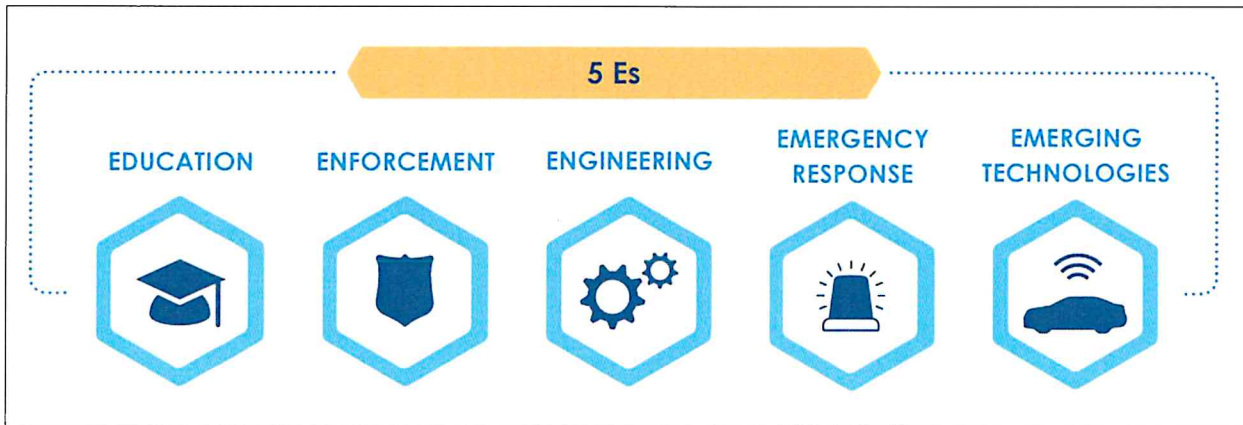 5 Es
EDUCATION
ENFORCEMENT
ENGINEERING
EMERGENCY
RESPONSE
EMERGING
TECHNOLOGIES